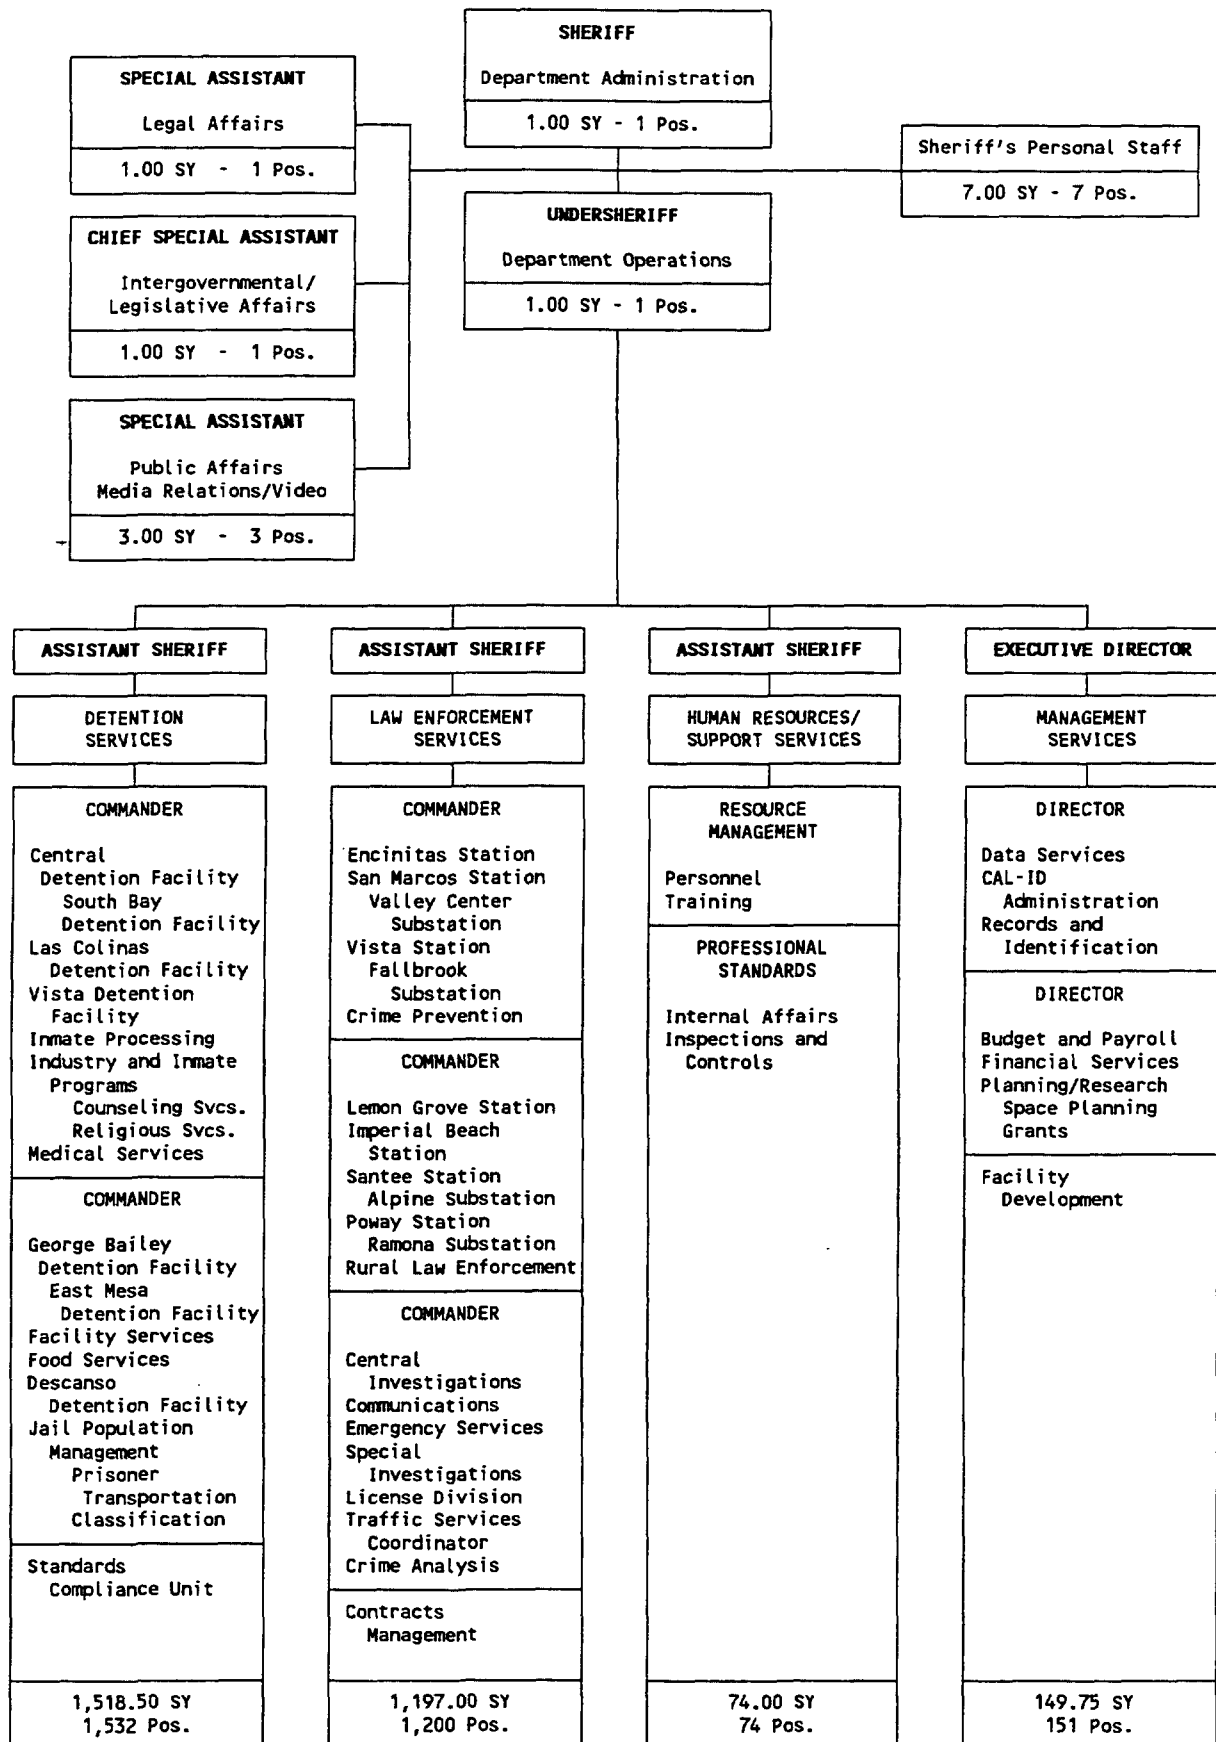 SHERIFF
Department Administration
1.00 SY - 1 Pos.
SPECIAL ASSISTANT
Legal Affairs
1.00 SY - 1 Pos.
Sheriff's Personal Staff
7.00 SY - 7 Pos.
UNDERSHERIFF
Department Operations
1.00 SY - 1 Pos.
CHIEF SPECIAL ASSISTANT
Intergovernmental/
Legislative Affairs
1.00 SY - 1 Pos.
SPECIAL ASSISTANT
Public Affairs
Media Relations/Video
3.00 SY - 3 Pos.
ASSISTANT SHERIFF
DETENTION
SERVICES
COMMANDER
Central
Detention Facility
South Bay
Detention Facility
Las Colinas
Detention Facility
Vista Detention
Facility
Inmate Processing
Industry and Inmate
Programs
Counseling Svcs.
Religious Svcs.
Medical Services
COMMANDER
George Bailey
Detention Facility
East Mesa
Detention Facility
Facility Services
Food Services
Descanso
Detention Facility
Jail Population
Management
Prisoner
Transportation
Classification
Standards
Compliance Unit
1,518.50 SY
1,532 Pos.
ASSISTANT SHERIFF
LAW ENFORCEMENT
SERVICES
COMMANDER
Encinitas Station
San Marcos Station
Valley Center
Substation
Vista Station
Fallbrook
Substation
Crime Prevention
COMMANDER
Lemon Grove Station
Imperial Beach
Station
Santee Station
Alpine Substation
Poway Station
Ramona Substation
Rural Law Enforcement
COMMANDER
Central
Investigations
Communications
Emergency Services
Special
Investigations
License Division
Traffic Services
Coordinator
Crime Analysis
Contracts
Management
1,197.00 SY
1,200 Pos.
ASSISTANT SHERIFF
HUMAN RESOURCES/
SUPPORT SERVICES
RESOURCE
MANAGEMENT
Personnel
Training
PROFESSIONAL
STANDARDS
Internal Affairs
Inspections and
Controls
74.00 SY
74 Pos.
EXECUTIVE DIRECTOR
MANAGEMENT
SERVICES
DIRECTOR
Data Services
CAL-ID
Administration
Records and
Identification
DIRECTOR
Budget and Payroll
Financial Services
Planning/Research
Space Planning
Grants
Facility
Development
149.75 SY
151 Pos.